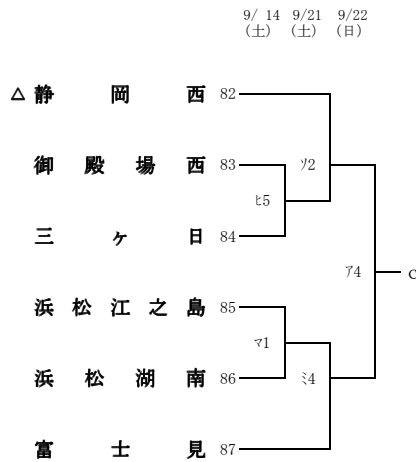 9/ 14 9/21 9/22
(土) (土) (日)
△ 静岡西 82
御殿場西 83
ソ2
ヒ5
三ヶ日 84
ア4
c
浜松江之島 85
マ1
浜松湖南 86
ミ4
富士見 87